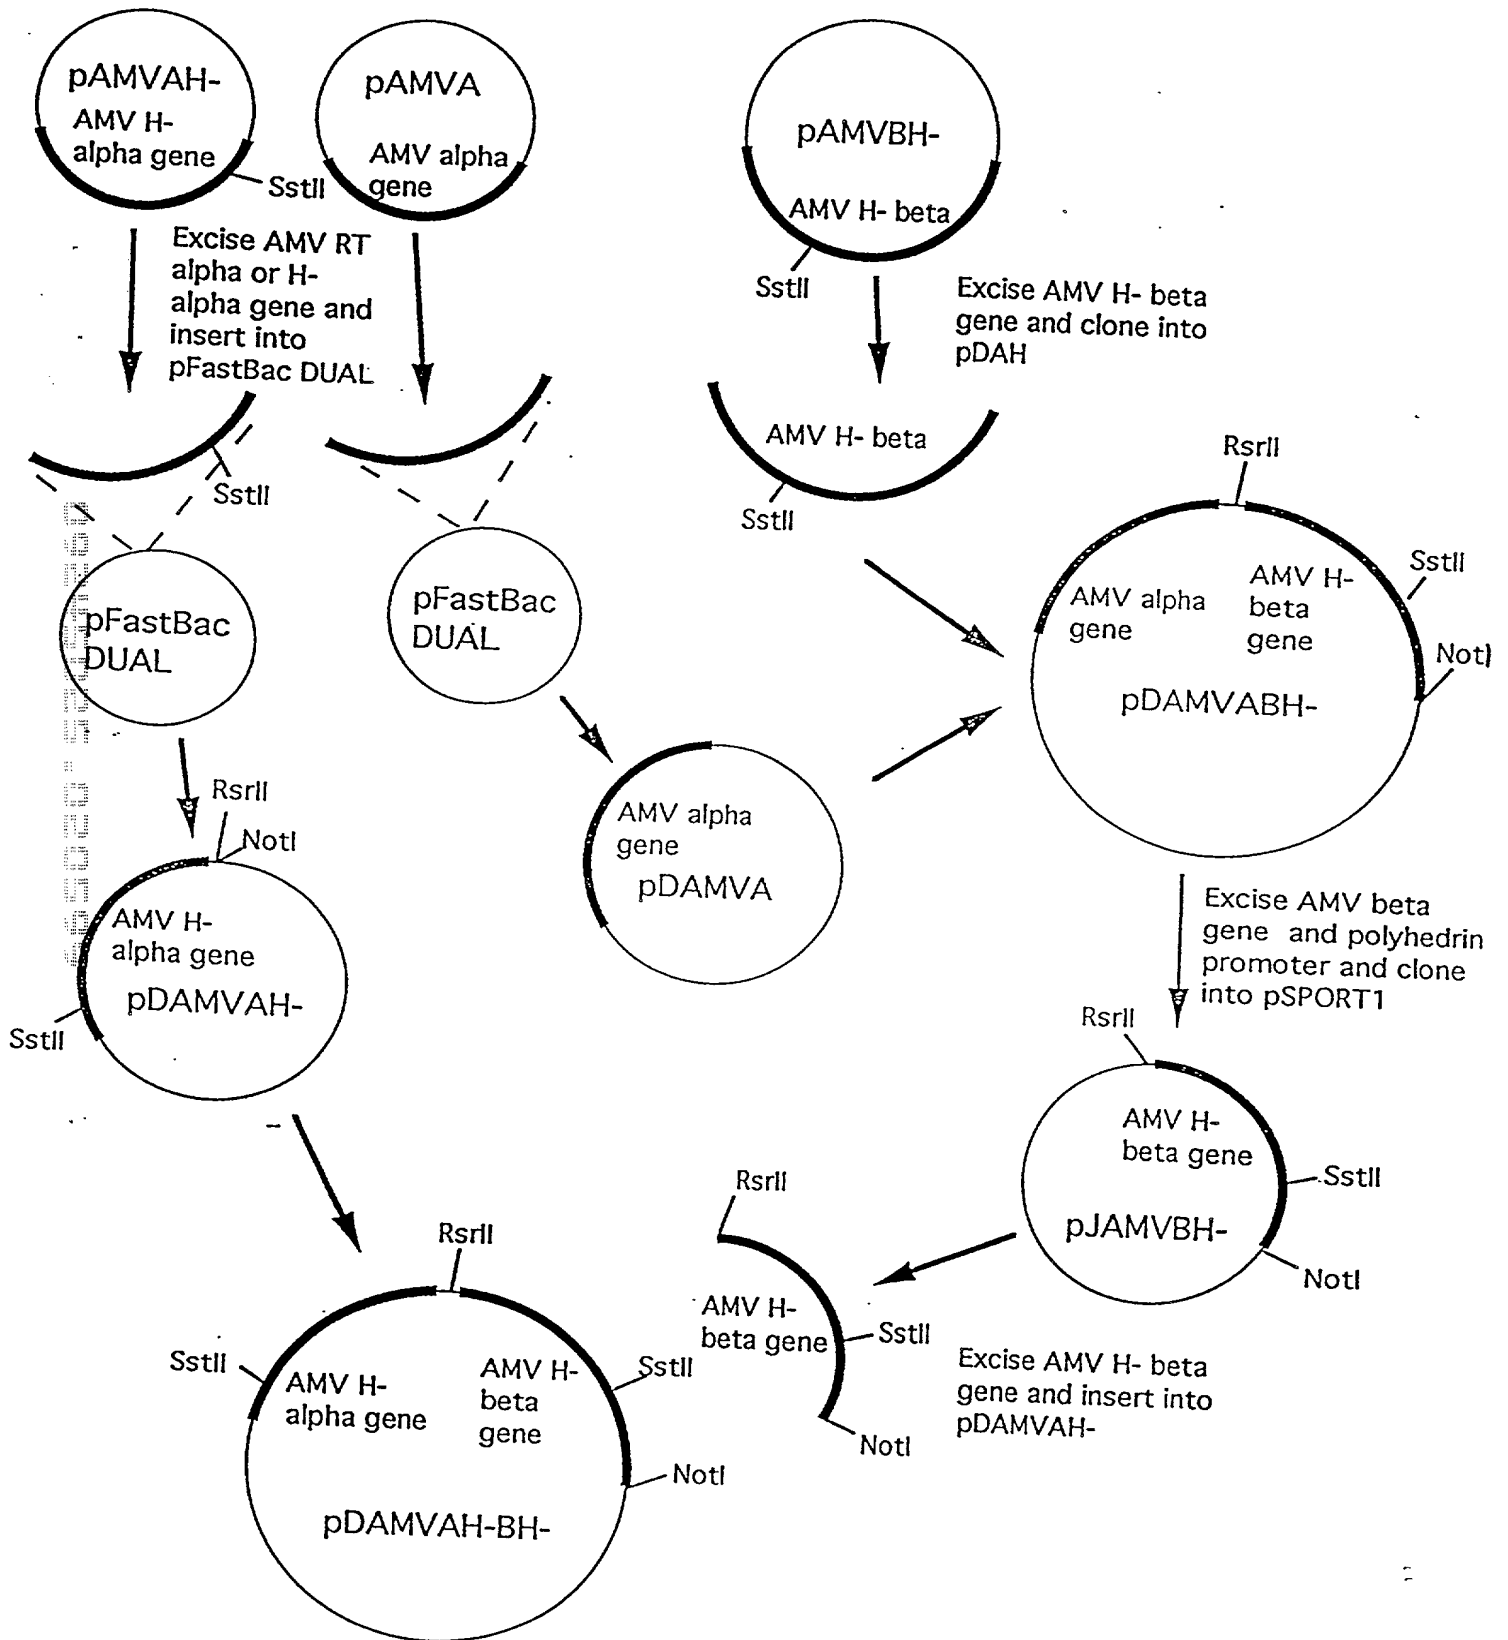 pAMVAH-
AMV H-
alpha gene
SstII
pAMVA
AMV alpha
gene
pAMVBH-
AMV H- beta
SstII
Excise AMV RT
alpha or H-
alpha gene and
insert into
pFastBac DUAL
Excise AMV H- beta
gene and clone into
pDAH
SstII
AMV H- beta
SstII
pFastBac
DUAL
pFastBac
DUAL
RsrII
SstII
NotI
AMV alpha
gene
AMV H-
beta
gene
pDAMVABH-
RsrII
NotI
AMV H-
alpha gene
pDAMVAH-
SstII
AMV alpha
gene
pDAMVA
Excise AMV beta
gene and polyhedrin
promoter and clone
into pSPORT1
RsrII
AMV H-
beta gene
SstII
pJAMVBH-
NotI
RsrII
AMV H-
beta gene
SstII
NotI
Excise AMV H- beta
gene and insert into
pDAMVAH-
RsrII
SstII
AMV H-
alpha gene
AMV H-
beta
gene
SstII
NotI
pDAMVAH-BH-